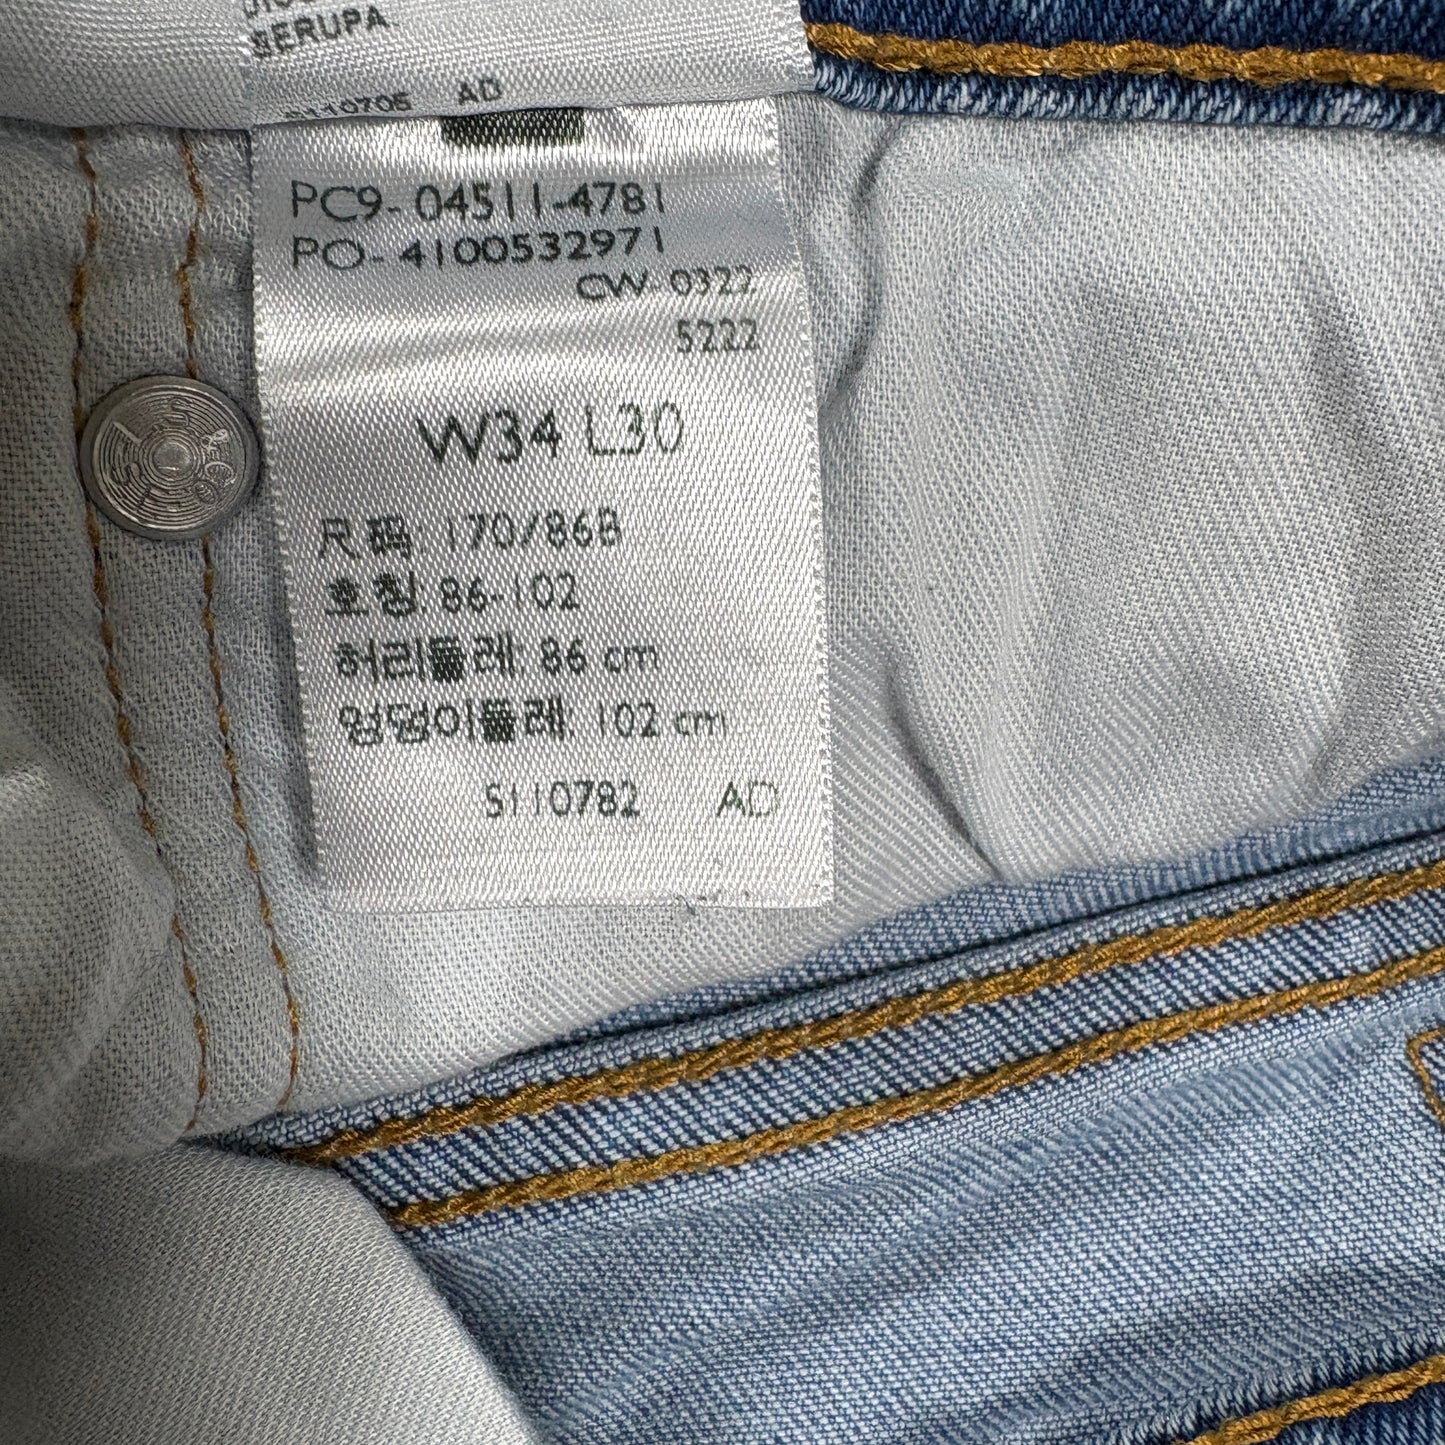 SERUPA.
S110705 AD
PC9-04511-4781
PO-4100532971
CW-0322
5222
W34 L30
尺码: 170/86B
호칭: 86-102
허리둘레: 86 cm
엉덩이둘레: 102 cm
S110782 AD